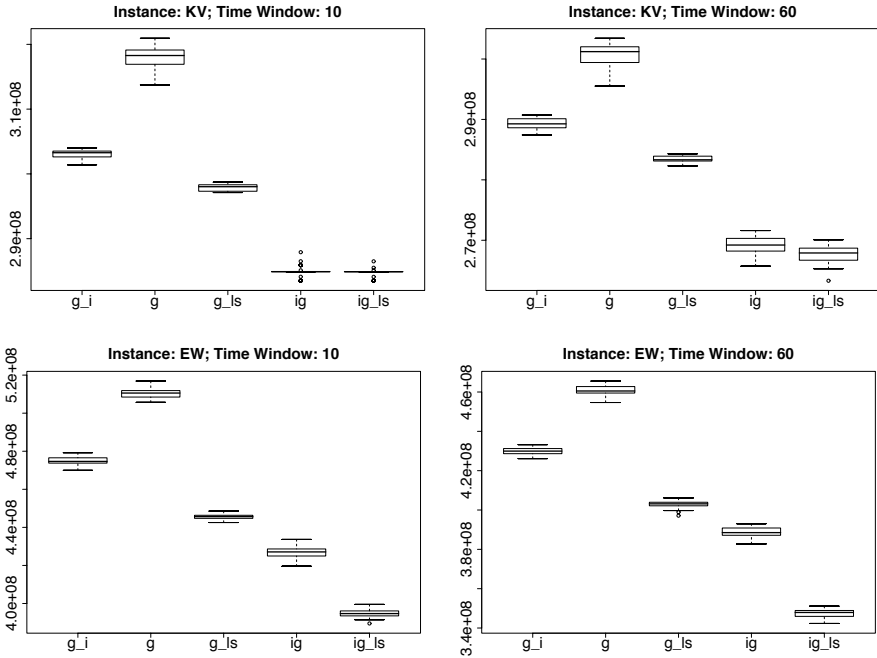 Instance: KV; Time Window: 10
3.1e+08
2.9e+08
g_i g g_ls ig ig_ls
Instance: KV; Time Window: 60
2.9e+08
2.7e+08
g_i g g_ls ig ig_ls
Instance: EW; Time Window: 10
5.2e+08
4.8e+08
4.4e+08
4.0e+08
g_i g g_ls ig ig_ls
Instance: EW; Time Window: 60
4.6e+08
4.2e+08
3.8e+08
3.4e+08
g_i g g_ls ig ig_ls